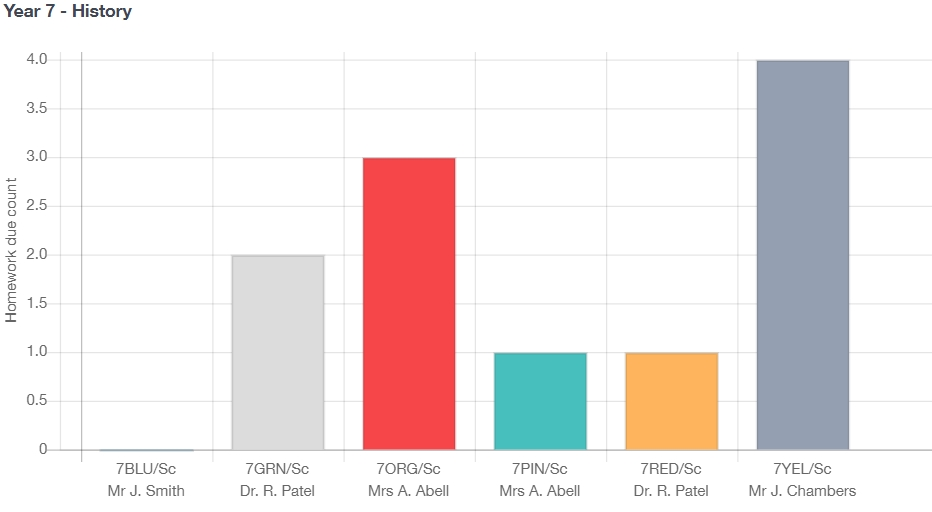 Year 7 - History
4.0
3.5
3.0
2.5
2.0
1.5
1.0
0.5
0
Homework due count
7BLU/Sc 7GRN/Sc 7ORG/Sc 7PIN/Sc 7RED/Sc 7YEL/Sc
Mr J. Smith Dr. R. Patel Mrs A. Abell Mrs A. Abell Dr. R. Patel Mr J. Chambers